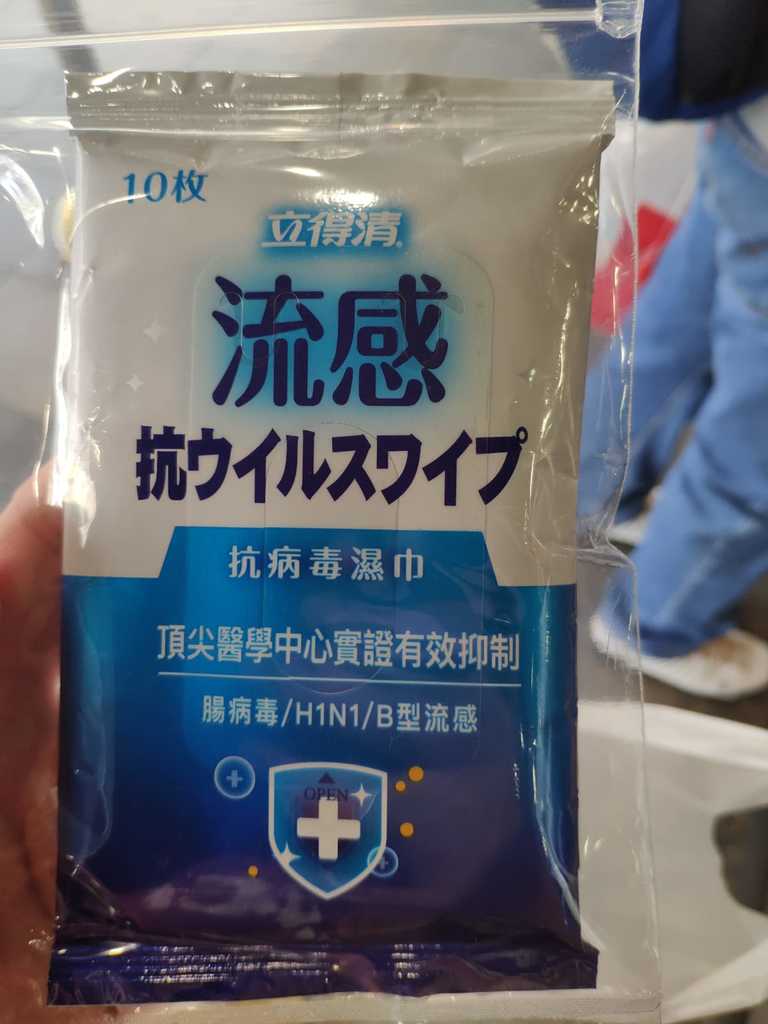 10枚
立得清®
流感
抗ウイルスワイプ
抗病毒濕巾
頂尖醫學中心實證有效抑制
腸病毒/H1N1/B型流感
OPEN